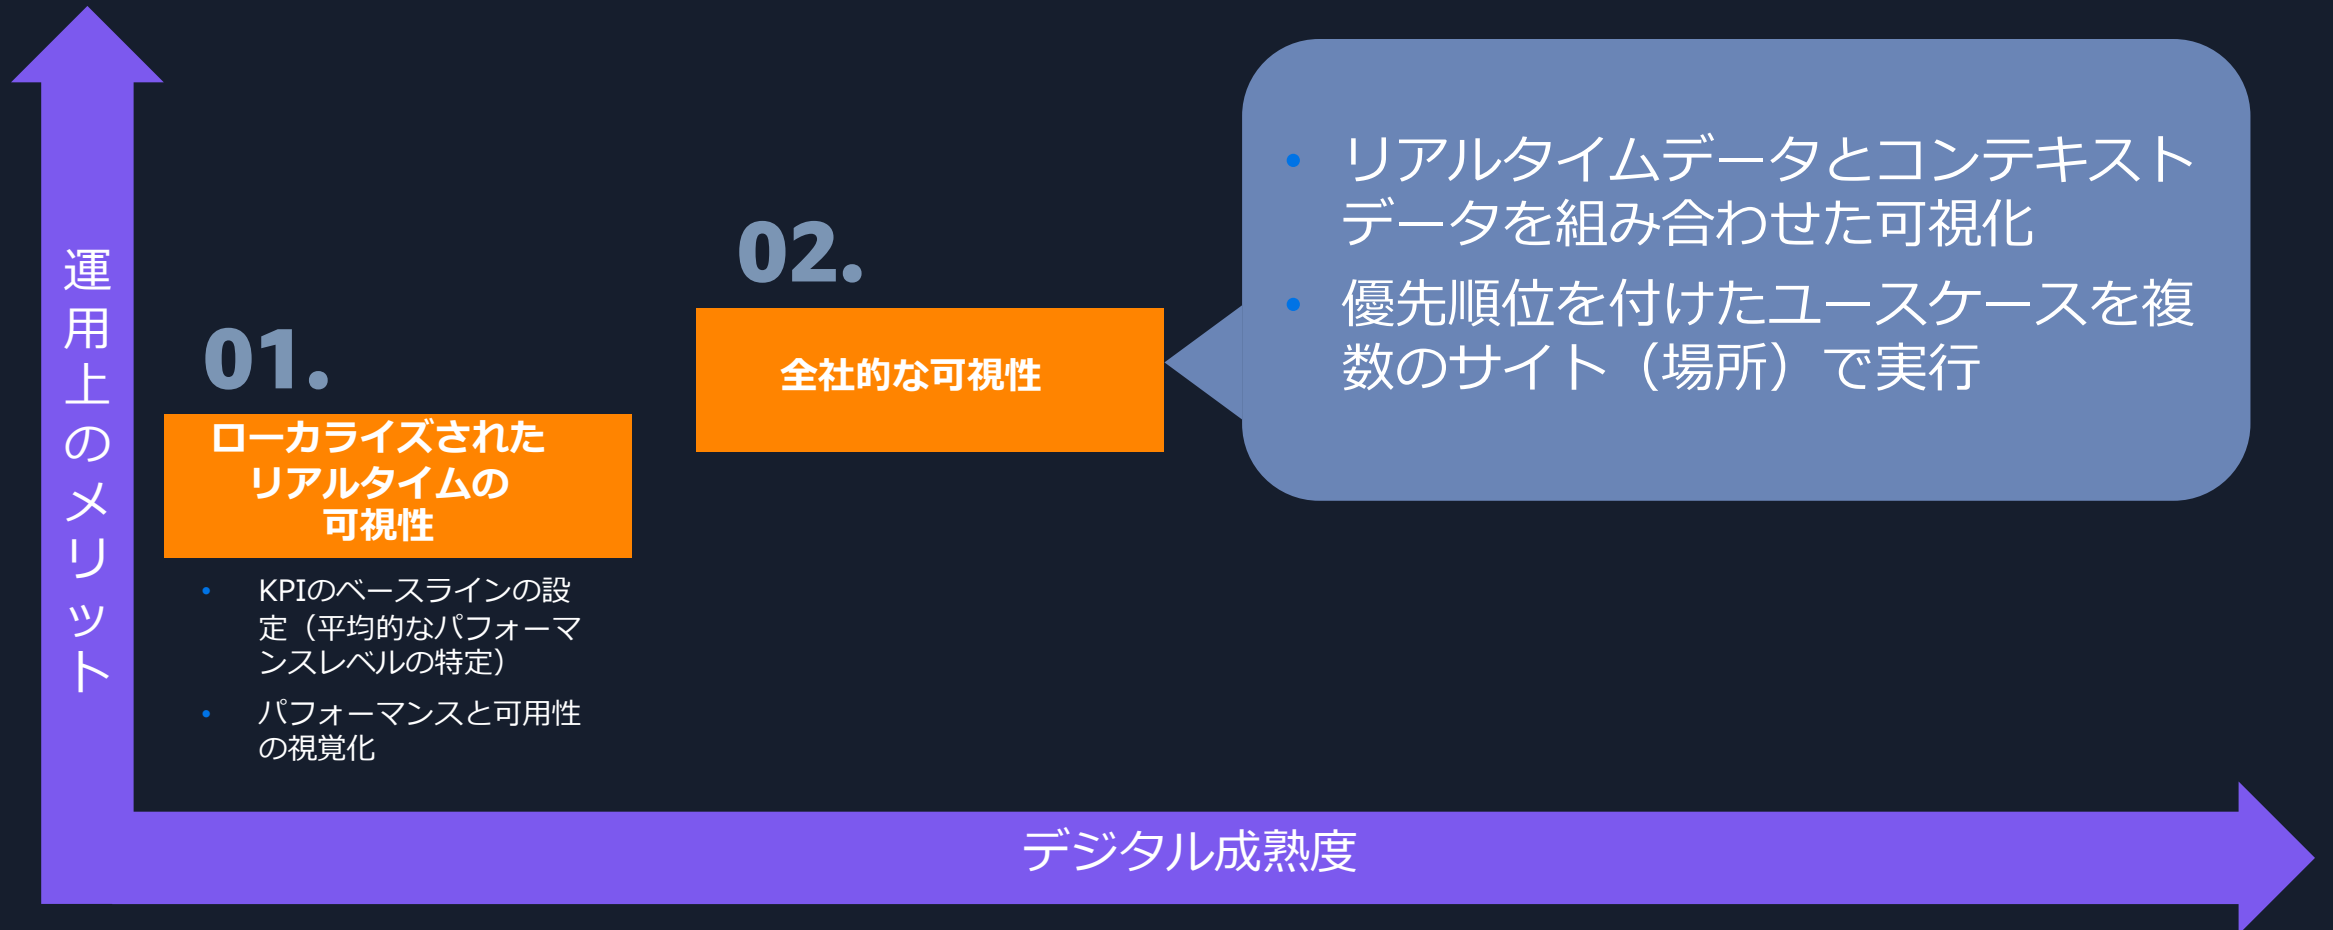 運用上のメリット
01.
ローカライズされた
リアルタイムの
可視性
• KPIのベースラインの設
定（平均的なパフォーマ
ンスレベルの特定）
• パフォーマンスと可用性
の視覚化
02.
全社的な可視性
• リアルタイムデータとコンテキスト
データを組み合わせた可視化
• 優先順位を付けたユースケースを複
数のサイト（場所）で実行
デジタル成熟度